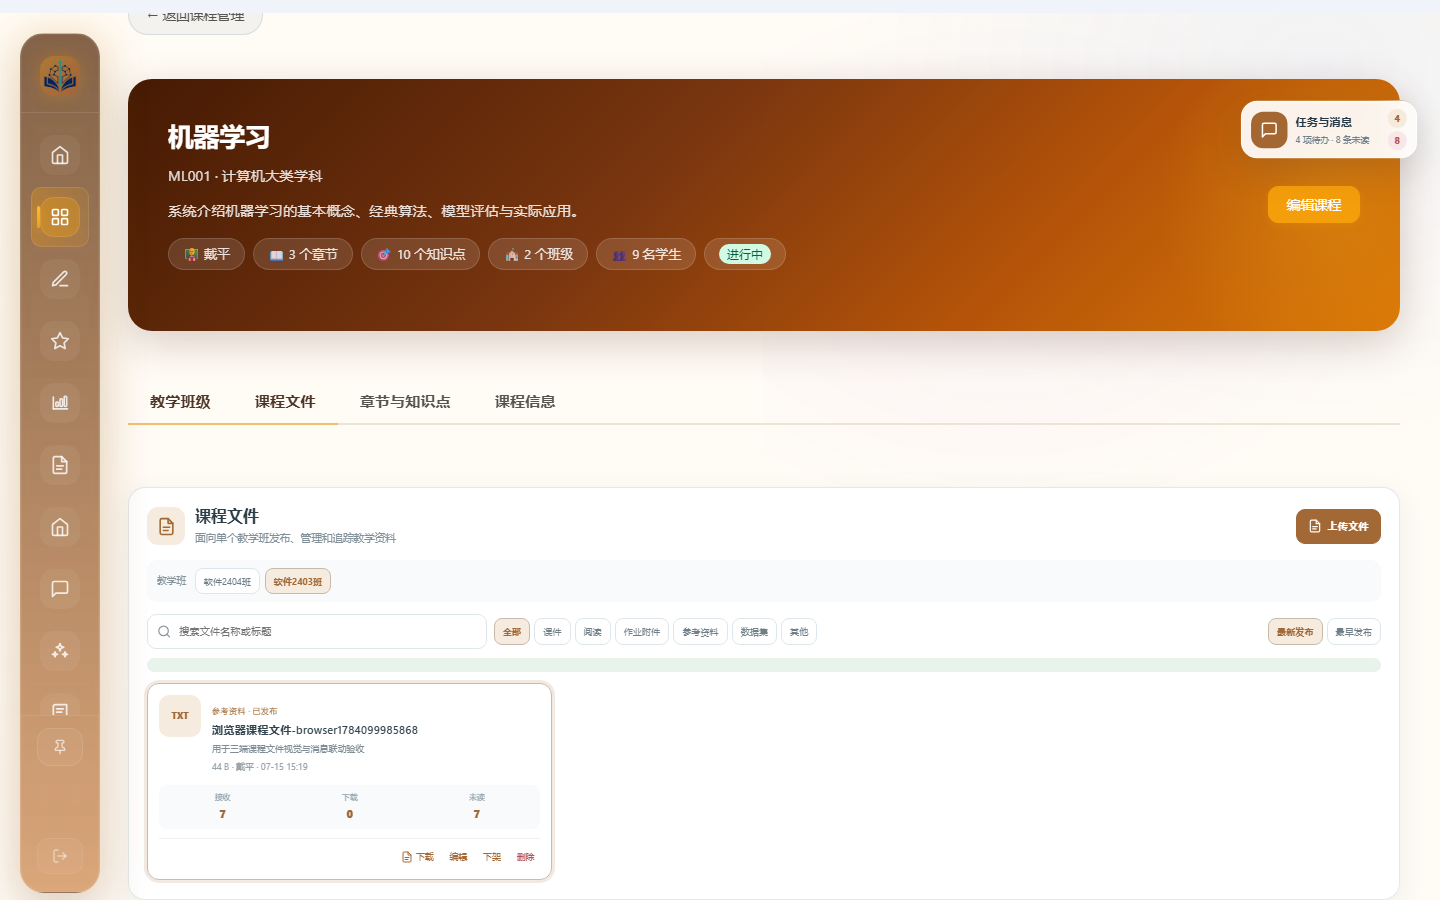 ← 返回课程管理
机器学习
ML001 · 计算机大类学科
系统介绍机器学习的基本概念、经典算法、模型评估与实际应用。
戴平
3 个章节
10 个知识点
2 个班级
9 名学生
进行中
任务与消息
4 项待办 · 8 条未读
4
8
编辑课程
教学班级
课程文件
章节与知识点
课程信息
课程文件
面向单个教学班发布、管理和追踪教学资料
上传文件
教学班
软件2404班
软件2403班
搜索文件名称或标题
全部
课件
阅读
作业附件
参考资料
数据集
其他
最新发布
最早发布
TXT
参考资料 · 已发布
浏览器课程文件-browser1784099985868
用于三端课程文件视觉与消息联动验收
44 B · 戴平 · 07-15 15:19
接收
7
下载
0
未读
7
下载
编辑
下架
删除